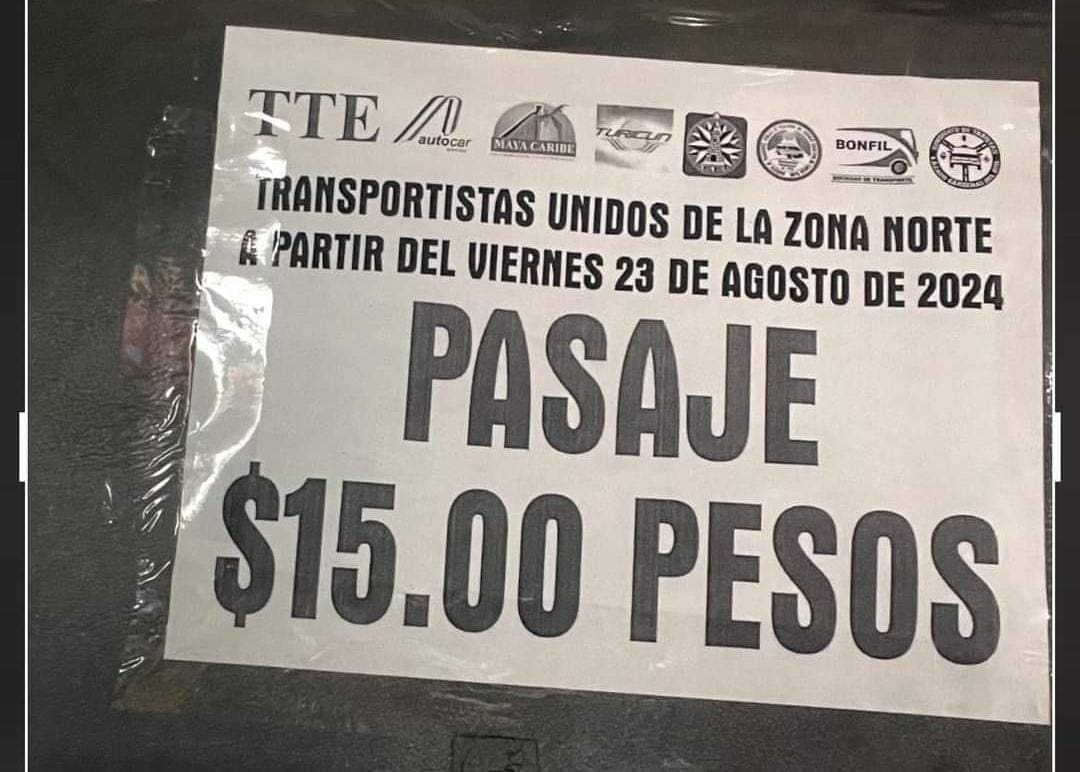 TTE autocar MAYA CARIBE TURICUN BONFIL
TRANSPORTISTAS UNIDOS DE LA ZONA NORTE
A PARTIR DEL VIERNES 23 DE AGOSTO DE 2024
PASAJE
$15.00 PESOS